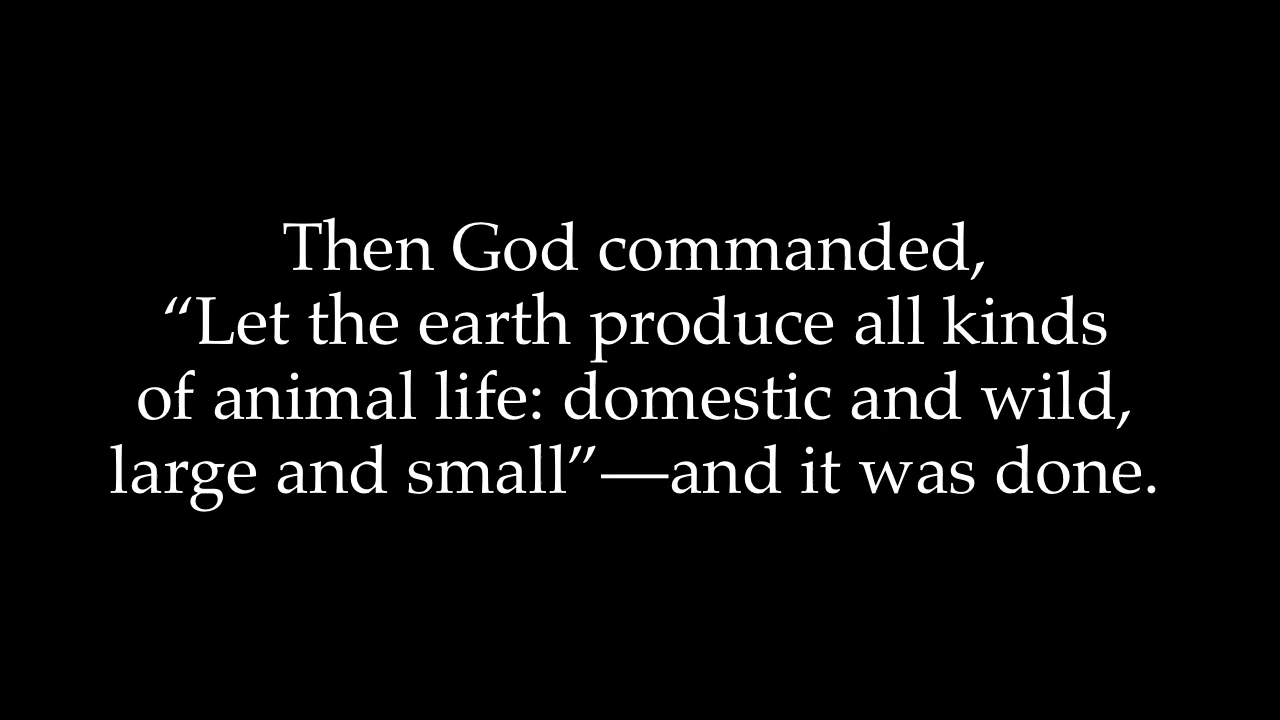 Then God commanded,
“Let the earth produce all kinds
of animal life: domestic and wild,
large and small”—and it was done.